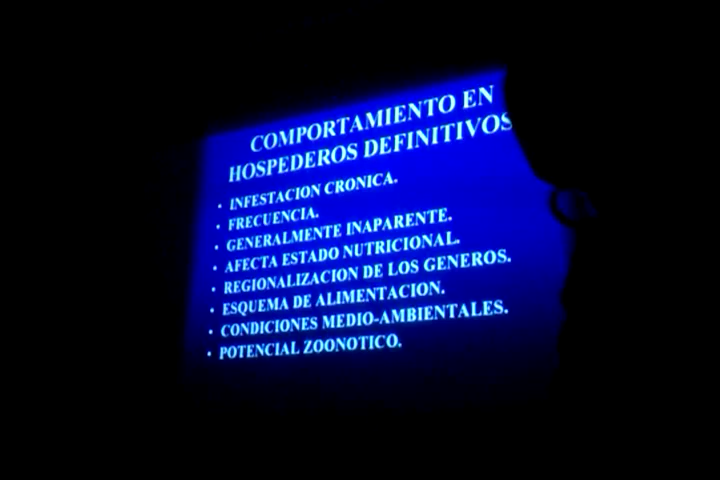 COMPORTAMIENTO EN
HOSPEDEROS DEFINITIVOS
• INFESTACION CRONICA.
• FRECUENCIA.
• GENERALMENTE INAPARENTE.
• AFECTA ESTADO NUTRICIONAL.
• REGIONALIZACION DE LOS GENEROS.
• ESQUEMA DE ALIMENTACION.
• CONDICIONES MEDIO-AMBIENTALES.
• POTENCIAL ZOONOTICO.